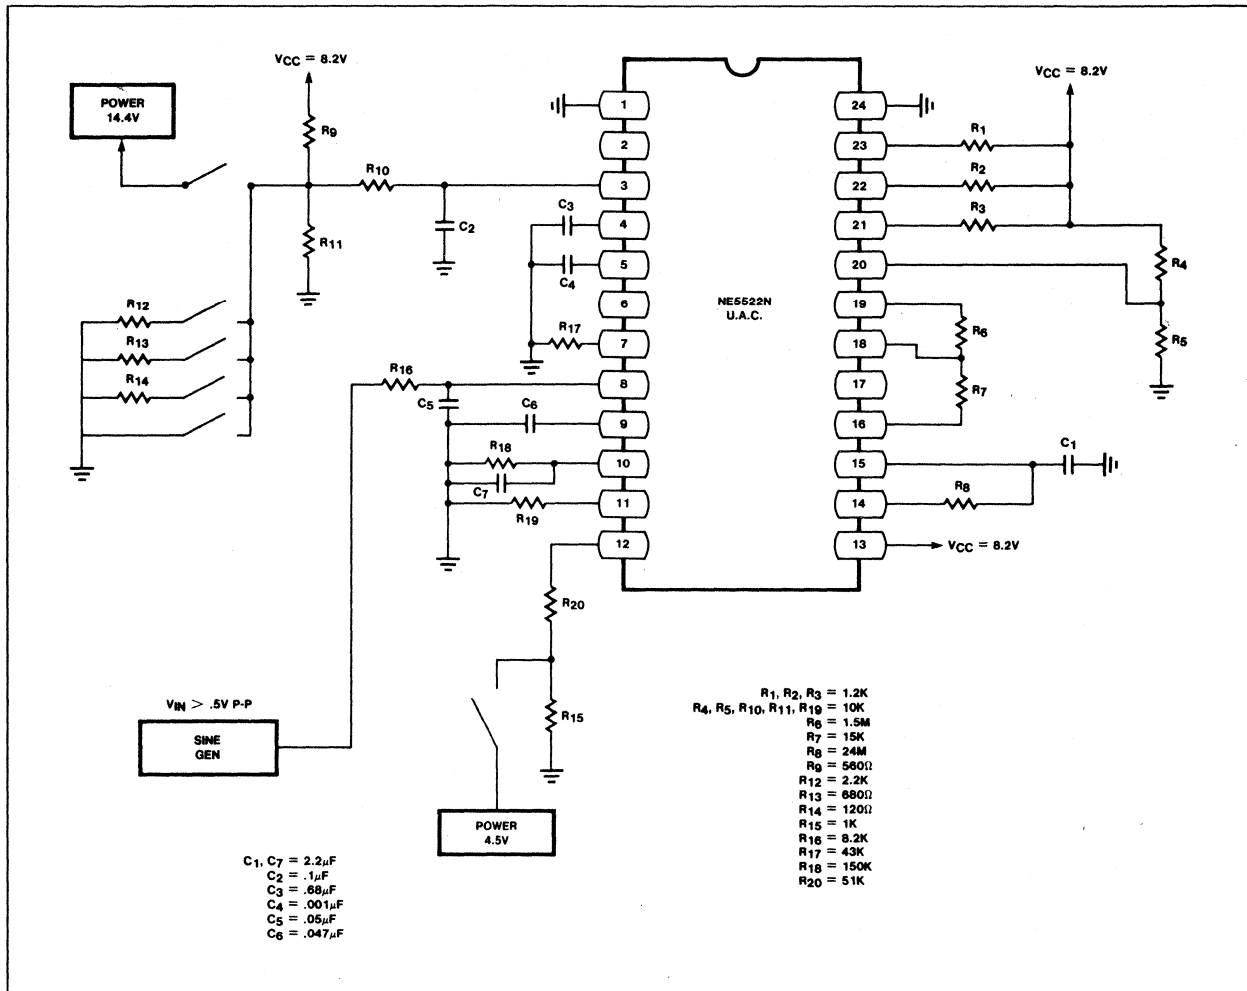 VCC = 8.2V
POWER
14.4V
R9
R10
C2
R11
R12
R13
R14
C3
C4
R17
R16
C5
C6
R18
C7
R19
R20
R15
VIN > .5V P-P
SINE
GEN
POWER
4.5V
1
2
3
4
5
6
7
8
9
10
11
12
NE5522N
U.A.C.
24
23
22
21
20
19
18
17
16
15
14
13
VCC = 8.2V
R1
R2
R3
R4
R5
R6
R7
C1
R8
VCC = 8.2V
R1, R2, R3 = 1.2K
R4, R5, R10, R11, R19 = 10K
R6 = 1.5M
R7 = 15K
R8 = 24M
R9 = 560Ω
R12 = 2.2K
R13 = 680Ω
R14 = 120Ω
R15 = 1K
R16 = 8.2K
R17 = 43K
R18 = 150K
R20 = 51K
C1, C7 = 2.2µF
C2 = .1µF
C3 = .68µF
C4 = .001µF
C5 = .05µF
C6 = .047µF